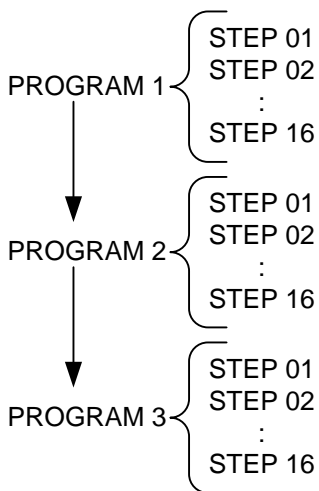 STEP 01
STEP 02
PROGRAM 1
:
STEP 16
STEP 01
STEP 02
PROGRAM 2
:
STEP 16
STEP 01
STEP 02
PROGRAM 3
:
STEP 16